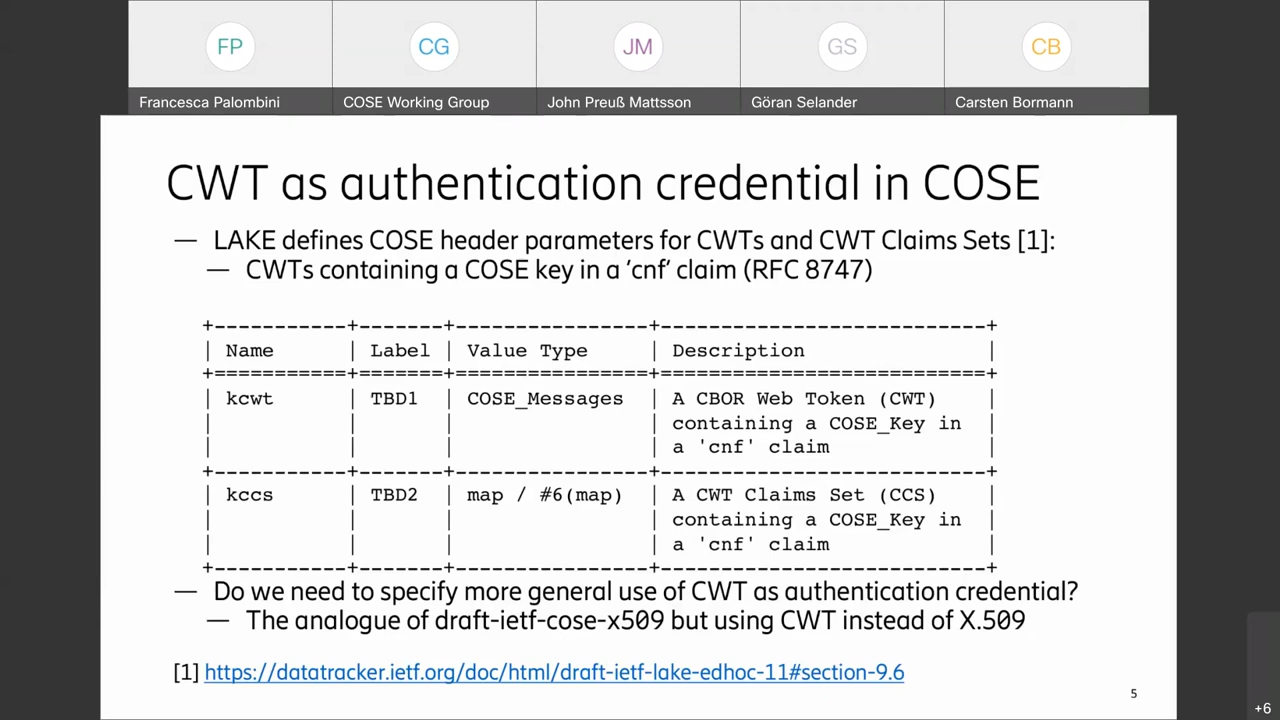 FP
CG
JM
GS
CB
Francesca Palombini
COSE Working Group
John Preuß Mattsson
Göran Selander
Carsten Bormann
CWT as authentication credential in COSE
— LAKE defines COSE header parameters for CWTs and CWT Claims Sets [1]:
— CWTs containing a COSE key in a ‘cnf’ claim (RFC 8747)
+-----------+-------+----------------+---------------------------+
| Name | Label | Value Type | Description |
+===========+=======+================+===========================+
| kcwt | TBD1 | COSE_Messages | A CBOR Web Token (CWT) |
| | | | containing a COSE_Key in |
| | | | a 'cnf' claim |
+-----------+-------+----------------+---------------------------+
| kccs | TBD2 | map / #6(map) | A CWT Claims Set (CCS) |
| | | | containing a COSE_Key in |
| | | | a 'cnf' claim |
+-----------+-------+----------------+---------------------------+
— Do we need to specify more general use of CWT as authentication credential?
— The analogue of draft-ietf-cose-x509 but using CWT instead of X.509
[1] https://datatracker.ietf.org/doc/html/draft-ietf-lake-edhoc-11#section-9.6
5
+6